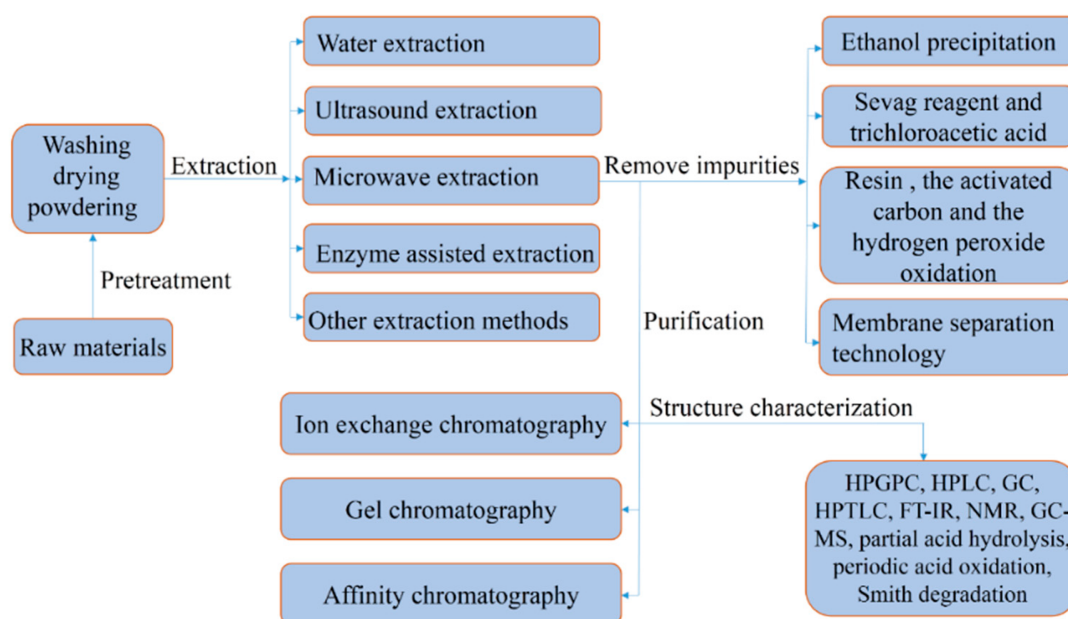 Water extraction
Ultrasound extraction
Washing
drying
powdering
Extraction
Microwave extraction
Enzyme assisted extraction
Pretreatment
Other extraction methods
Raw materials
Remove impurities
Ethanol precipitation
Sevag reagent and
trichloroacetic acid
Resin , the activated
carbon and the
hydrogen peroxide
oxidation
Membrane separation
technology
Purification
Ion exchange chromatography
Structure characterization
Gel chromatography
Affinity chromatography
HPGPC, HPLC, GC,
HPTLC, FT-IR, NMR, GC-
MS, partial acid hydrolysis,
periodic acid oxidation,
Smith degradation